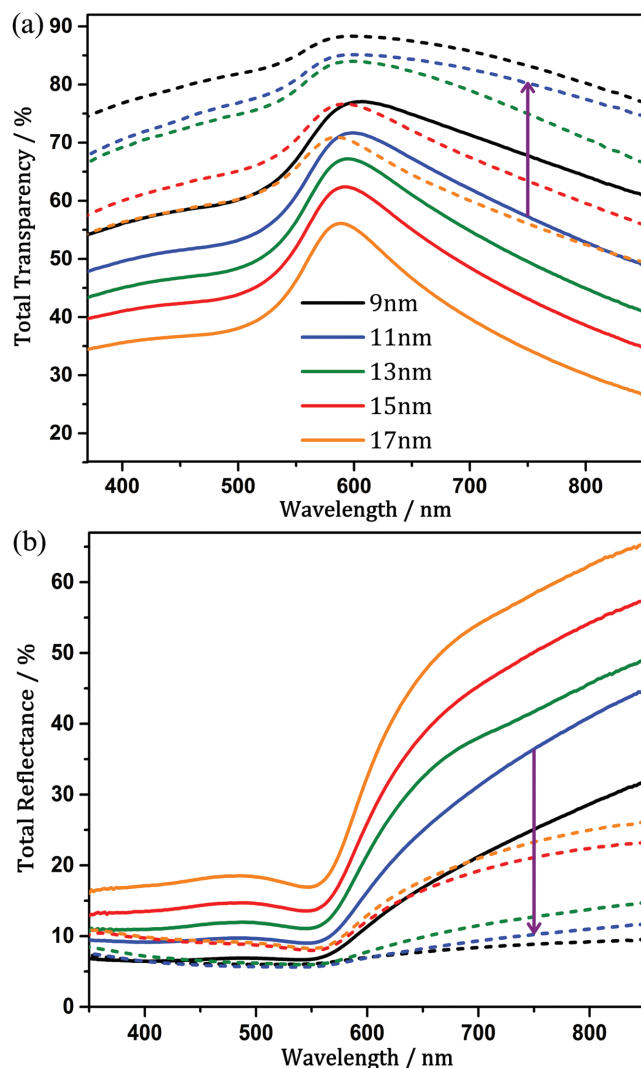 (a)
Total Transparency / %
90
80
70
60
50
40
30
20
9nm
11nm
13nm
15nm
17nm
400 500 600 700 800
Wavelength / nm
(b)
Total Reflectance / %
60
50
40
30
20
10
0
400 500 600 700 800
Wavelength / nm